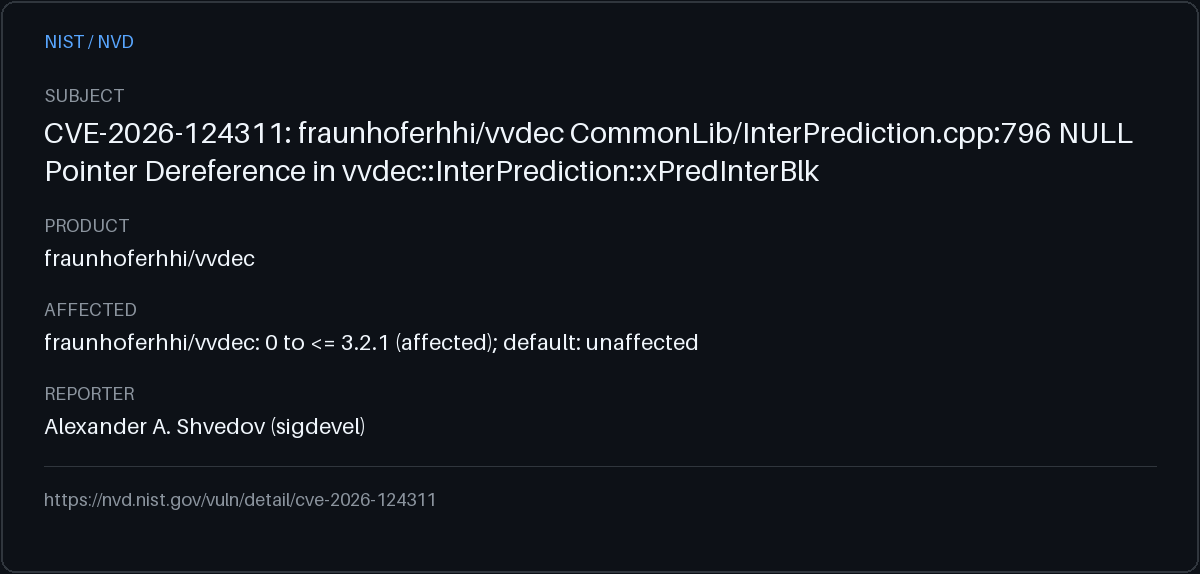 NIST / NVD
SUBJECT
CVE-2026-124311: fraunhoferhhi/vvdec CommonLib/InterPrediction.cpp:796 NULL
Pointer Dereference in vvdec::InterPrediction::xPredInterBlk
PRODUCT
fraunhoferhhi/vvdec
AFFECTED
fraunhoferhhi/vvdec: 0 to <= 3.2.1 (affected); default: unaffected
REPORTER
Alexander A. Shvedov (sigdevel)
https://nvd.nist.gov/vuln/detail/cve-2026-124311